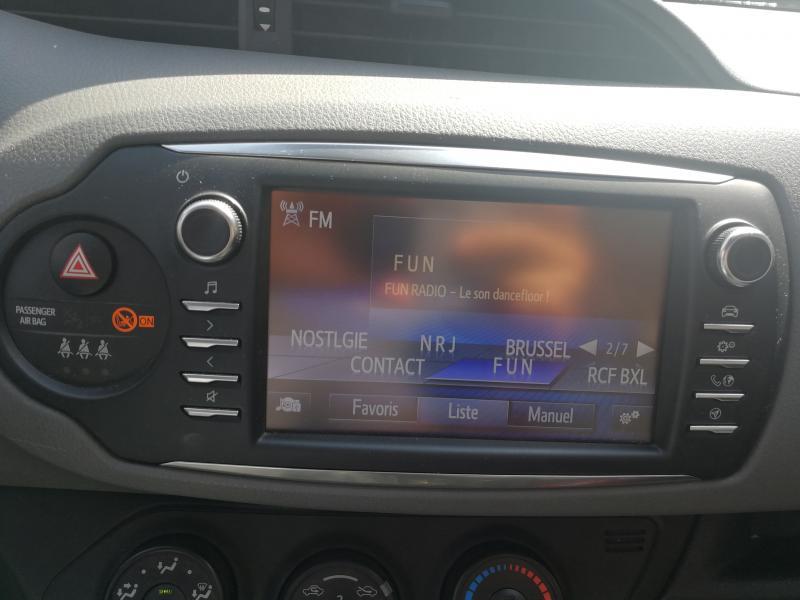 FM
FUN
FUN RADIO – Le son dancefloor !
NOSTLGIE NRJ BRUSSEL 2/7
CONTACT FUN RCF BXL
Favoris Liste Manuel
PASSENGER
AIR BAG ON